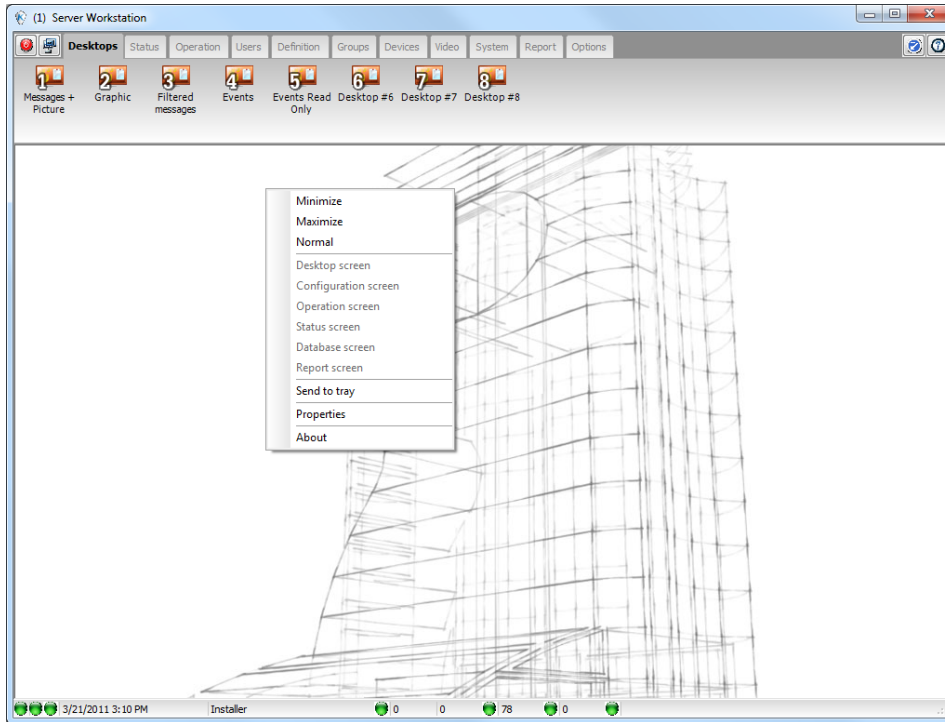 (1) Server Workstation
Desktops Status Operation Users Definition Groups Devices Video System Report Options
1 2 3 4 5 6 7 8
Messages + Graphic Filtered Events Events Read Desktop #6 Desktop #7 Desktop #8
Picture messages Only
Minimize
Maximize
Normal
Desktop screen
Configuration screen
Operation screen
Status screen
Database screen
Report screen
Send to tray
Properties
About
3/21/2011 3:10 PM Installer 0 0 78 0